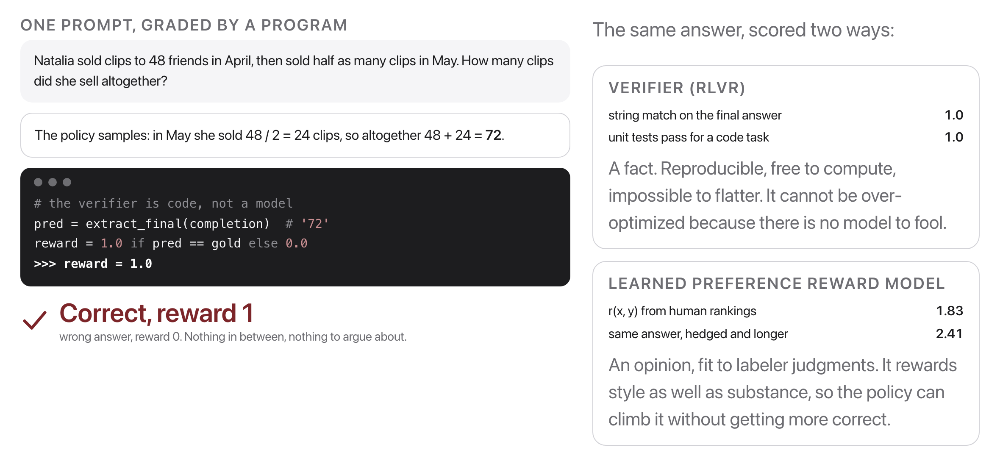 ONE PROMPT, GRADED BY A PROGRAM
Natalia sold clips to 48 friends in April, then sold half as many clips in May. How many clips
did she sell altogether?
The policy samples: in May she sold 48 / 2 = 24 clips, so altogether 48 + 24 = 72.
# the verifier is code, not a model
pred = extract_final(completion)  # '72'
reward = 1.0 if pred == gold else 0.0
>>> reward = 1.0
Correct, reward 1
wrong answer, reward 0. Nothing in between, nothing to argue about.
The same answer, scored two ways:
VERIFIER (RLVR)
string match on the final answer 1.0
unit tests pass for a code task 1.0
A fact. Reproducible, free to compute,
impossible to flatter. It cannot be over-
optimized because there is no model to fool.
LEARNED PREFERENCE REWARD MODEL
r(x, y) from human rankings 1.83
same answer, hedged and longer 2.41
An opinion, fit to labeler judgments. It rewards
style as well as substance, so the policy can
climb it without getting more correct.